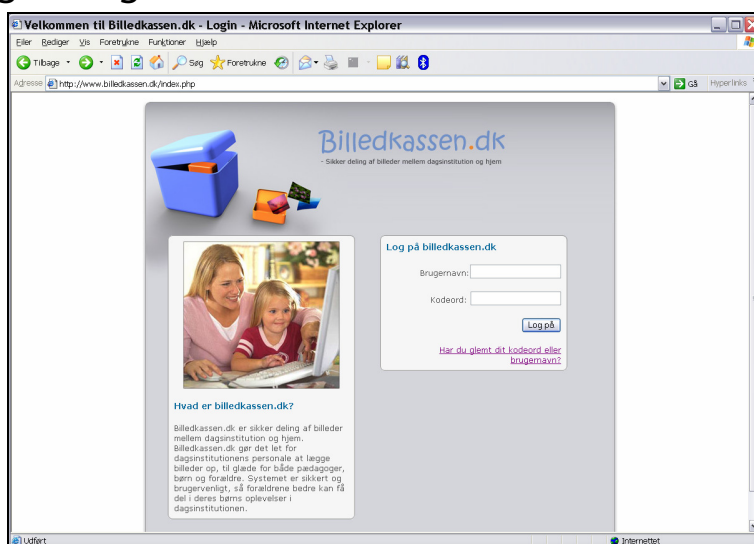 Velkommen til Billedkassen.dk - Login - Microsoft Internet Explorer
Filer Rediger Vis Foretrukne Funktioner Hjælp
Tilbage Søg Foretrukne
Adresse http://www.billedkassen.dk/index.php Gå Hyperlinks
Billedkassen.dk
- Sikker deling af billeder mellem dagsinstitution og hjem
Log på billedkassen.dk
Brugernavn:
Kodeord:
Log på
Har du glemt dit kodeord eller
brugernavn?
Hvad er billedkassen.dk?
Billedkassen.dk er sikker deling af billeder
mellem dagsinstitution og hjem.
Billedkassen.dk gør det let for
dagsinstitutionens personale at lægge
billeder op, til glæde for både pædagoger,
børn og forældre. Systemet er sikkert og
brugervenligt, så forældrene bedre kan få
del i deres børns oplevelser i
dagsinstitutionen.
Udført Internettet